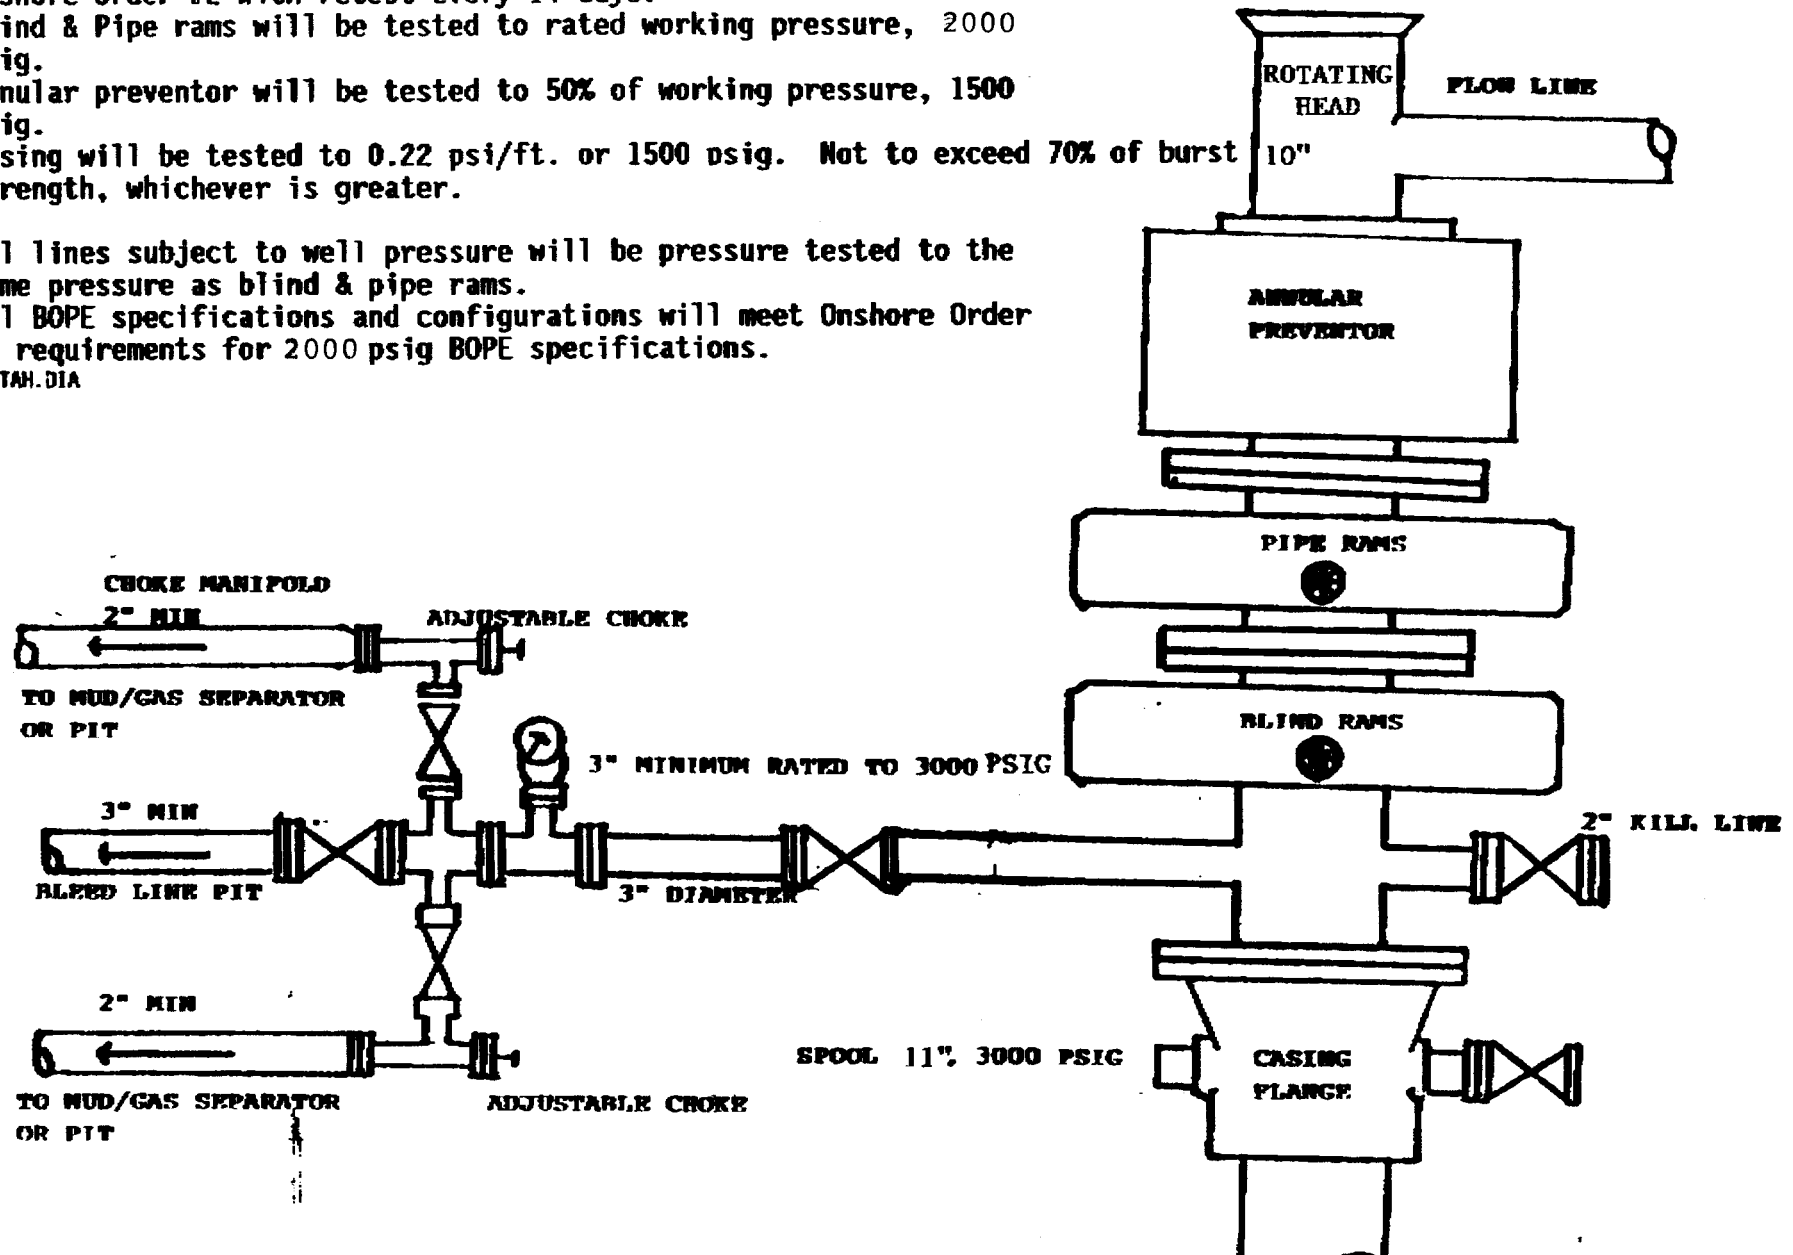 ind & Pipe rams will be tested to rated working pressure, 2000
ig.
nular preventor will be tested to 50% of working pressure, 1500
ig.
sing will be tested to 0.22 psi/ft. or 1500 psig. Not to exceed 70% of burst
rength, whichever is greater.
l lines subject to well pressure will be pressure tested to the
me pressure as blind & pipe rams.
l BOPE specifications and configurations will meet Onshore Order
requirements for 2000 psig BOPE specifications.
TAH.DIA
ROTATING
HEAD
FLOW LINE
10"
ANNULAR
PREVENTOR
PIPE RAMS
BLIND RAMS
CHOKE MANIFOLD
2" MIN
ADJUSTABLE CHOKE
TO MUD/GAS SEPARATOR
OR PIT
3" MINIMUM RATED TO 3000 PSIG
3" MIN
BLEED LINE PIT
3" DIAMETER
2" KILL LINE
2" MIN
TO MUD/GAS SEPARATOR
OR PIT
ADJUSTABLE CHOKE
SPOOL 11", 3000 PSIG
CASING
FLANGE